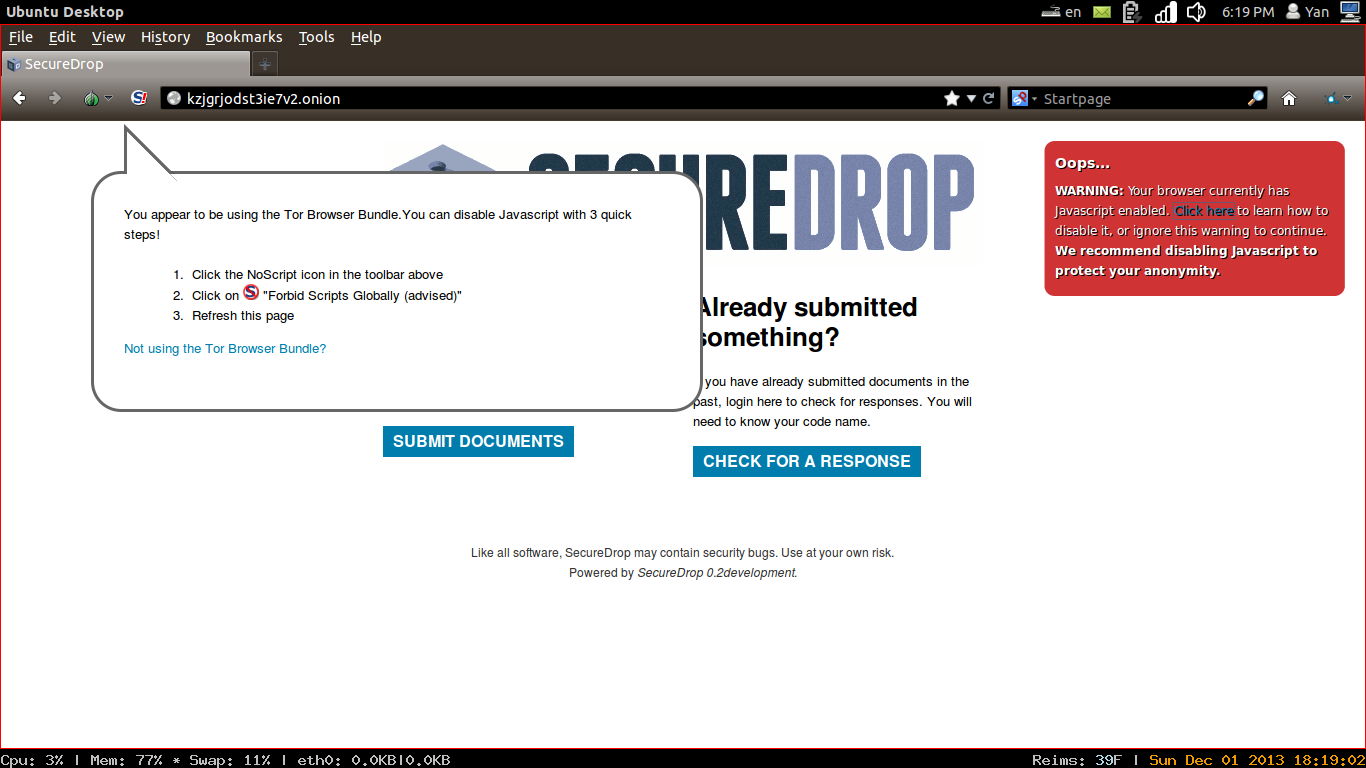 Ubuntu Desktop
en
6:19 PM
Yan
File Edit View History Bookmarks Tools Help
SecureDrop
kzjgrjodst3ie7v2.onion
Startpage
REDROP
Oops...
WARNING: Your browser currently has
Javascript enabled. Click here to learn how to
disable it, or ignore this warning to continue.
We recommend disabling Javascript to
protect your anonymity.
You appear to be using the Tor Browser Bundle.You can disable Javascript with 3 quick
steps!
1. Click the NoScript icon in the toolbar above
2. Click on "Forbid Scripts Globally (advised)"
3. Refresh this page
Not using the Tor Browser Bundle?
SUBMIT DOCUMENTS
Already submitted
something?
you have already submitted documents in the
past, login here to check for responses. You will
need to know your code name.
CHECK FOR A RESPONSE
Like all software, SecureDrop may contain security bugs. Use at your own risk.
Powered by SecureDrop 0.2development.
Cpu: 3% | Mem: 77% * Swap: 11% | eth0: 0.0KB|0.0KB
Reims: 39F | Sun Dec 01 2013 18:19:02